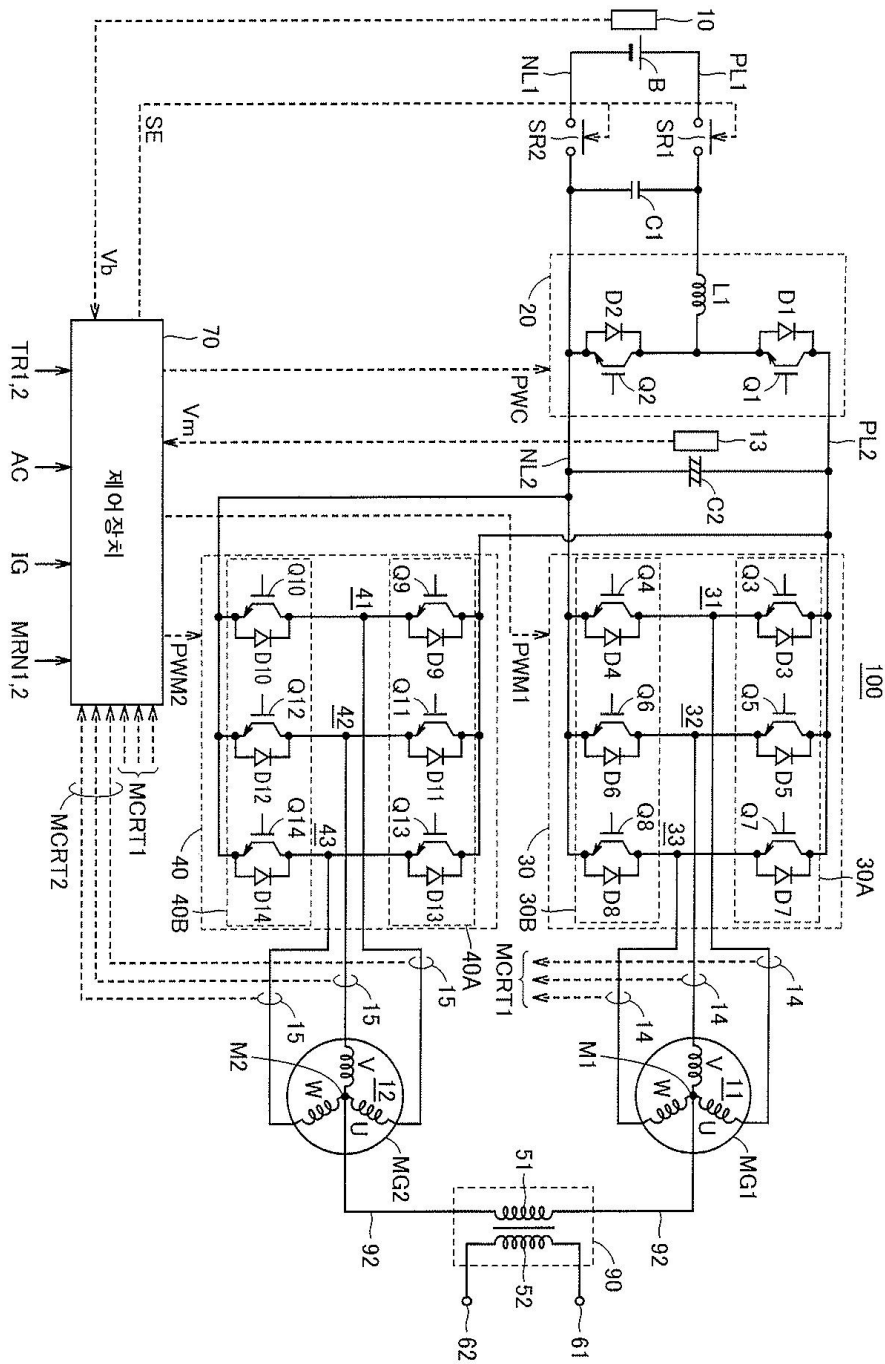 100
10
B
PL1
NL1
SR1
SR2
SE
C1
20
L1
D1
D2
Q1
Q2
PWC
PL2
NL2
13
C2
Vm
Vb
70
제어장치
TR1,2
AC
IG
MRN1,2
MCRT1
MCRT2
PWM1
PWM2
30
30A
30B
31
32
33
Q3
D3
Q5
D5
Q7
D7
Q4
D4
Q6
D6
Q8
D8
40
40A
40B
41
42
43
Q9
D9
Q11
D11
Q13
D13
Q10
D10
Q12
D12
Q14
D14
MCRT1
14
14
14
15
15
15
M1
11
U
V
W
MG1
M2
12
U
V
W
MG2
51
52
90
92
92
61
62